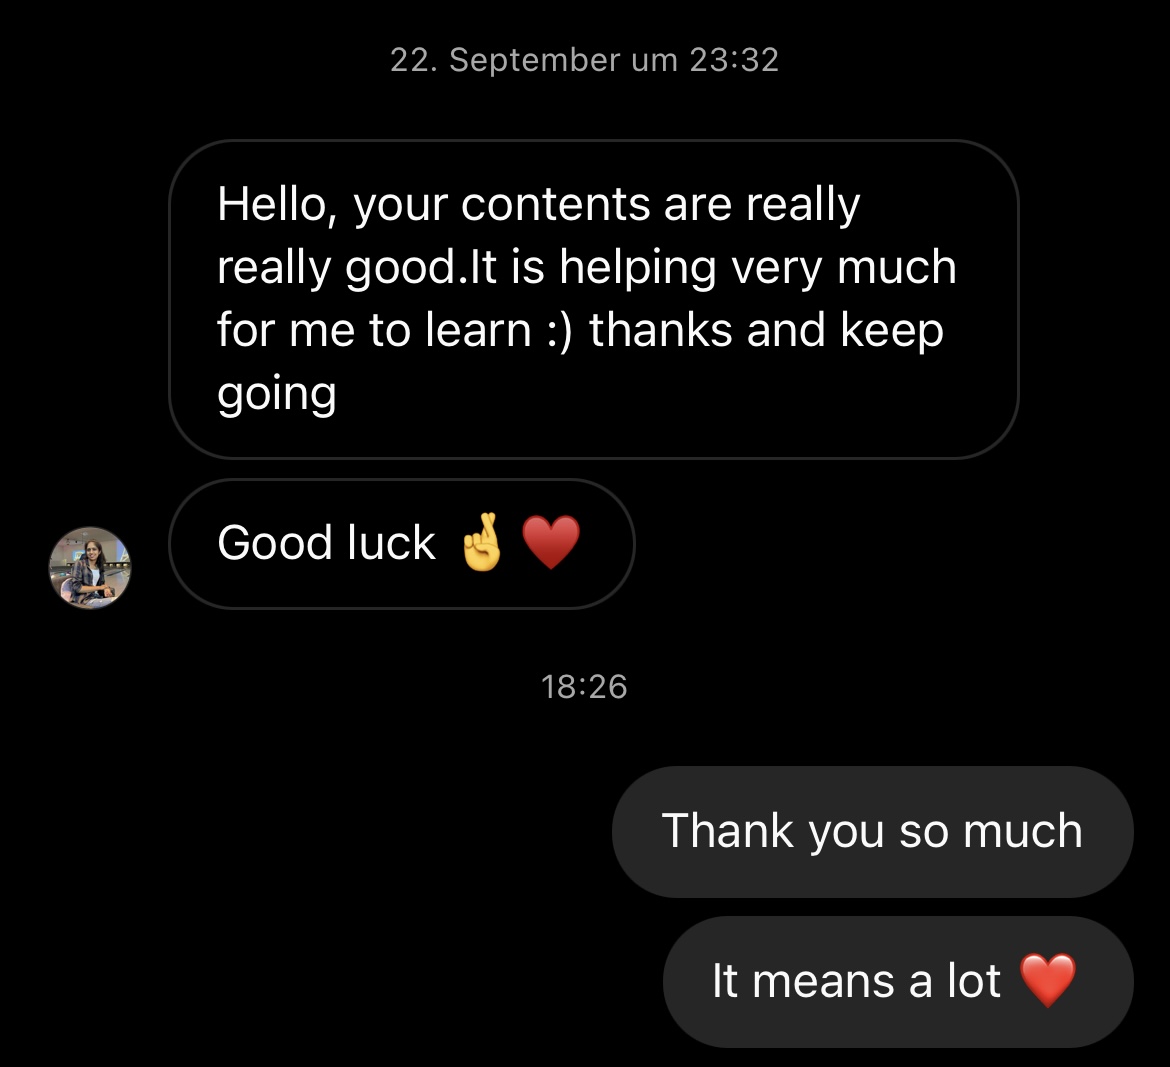 22. September um 23:32
Hello, your contents are really
really good.It is helping very much
for me to learn :) thanks and keep
going
Good luck 🤞♥️
18:26
Thank you so much
It means a lot ❤️